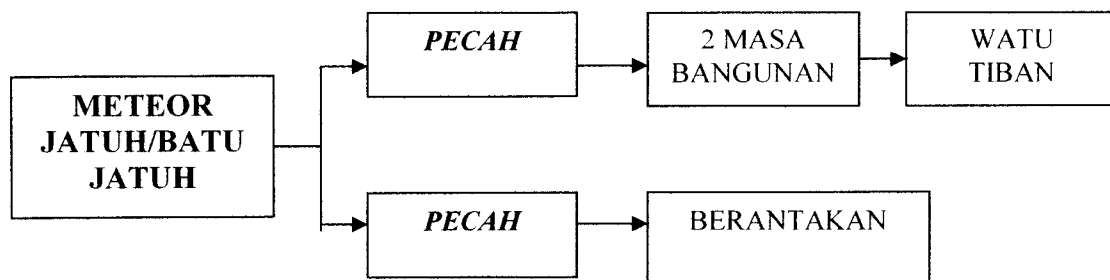 METEOR
JATUH/BATU
JATUH
PECAH
2 MASA
BANGUNAN
WATU
TIBAN
PECAH
BERANTAKAN